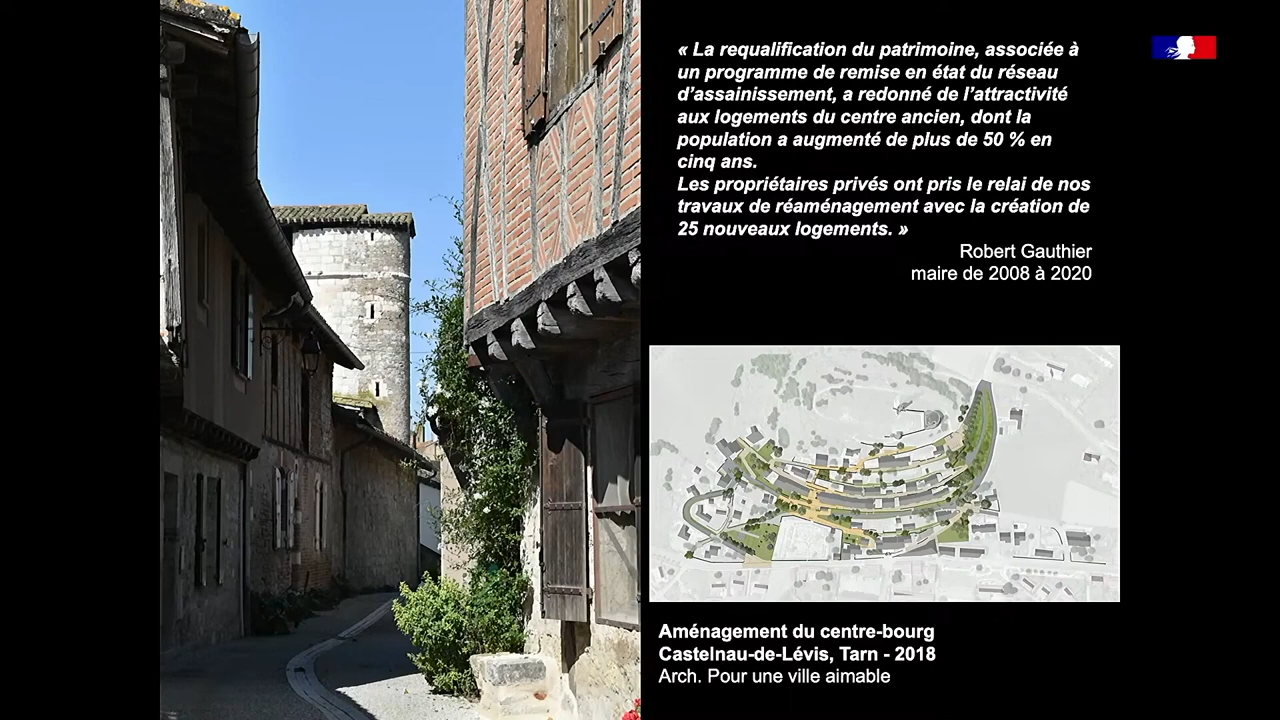 « La requalification du patrimoine, associée à
un programme de remise en état du réseau
d'assainissement, a redonné de l'attractivité
aux logements du centre ancien, dont la
population a augmenté de plus de 50 % en
cinq ans.
Les propriétaires privés ont pris le relai de nos
travaux de réaménagement avec la création de
25 nouveaux logements. »
Robert Gauthier
maire de 2008 à 2020
Aménagement du centre-bourg
Castelnau-de-Lévis, Tarn - 2018
Arch. Pour une ville aimable